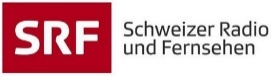 SRF
Schweizer Radio
und Fernsehen